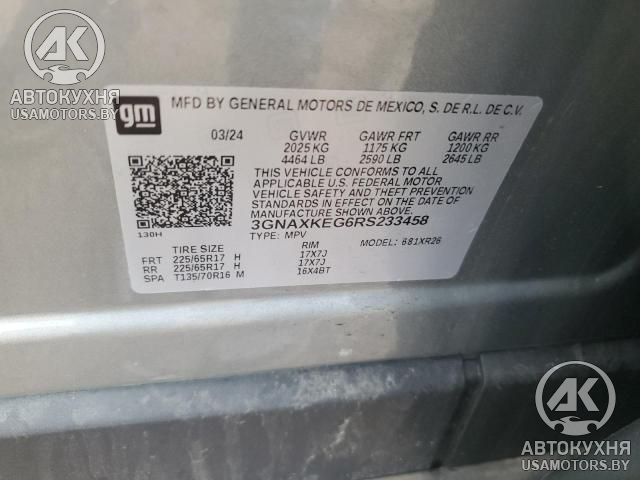 АК
АВТОКУХНЯ
USAMOTORS.BY
gm
MFD BY GENERAL MOTORS DE MEXICO, S. DE R.L. DE C.V.
03/24 GVWR GAWR FRT GAWR RR
2025 KG 1175 KG 1200 KG
4464 LB 2590 LB 2645 LB
THIS VEHICLE CONFORMS TO ALL
APPLICABLE U.S. FEDERAL MOTOR
VEHICLE SAFETY AND THEFT PREVENTION
STANDARDS IN EFFECT ON THE DATE
OF MANUFACTURE SHOWN ABOVE.
3GNAXKEG6RS233458
130H
TYPE: MPV MODEL: 681XR26
TIRE SIZE RIM
FRT 225/65R17 H 17X7J
RR 225/65R17 H 17X7J
SPA T135/70R16 M 16X4BT
АК
АВТОКУХНЯ
USAMOTORS.BY